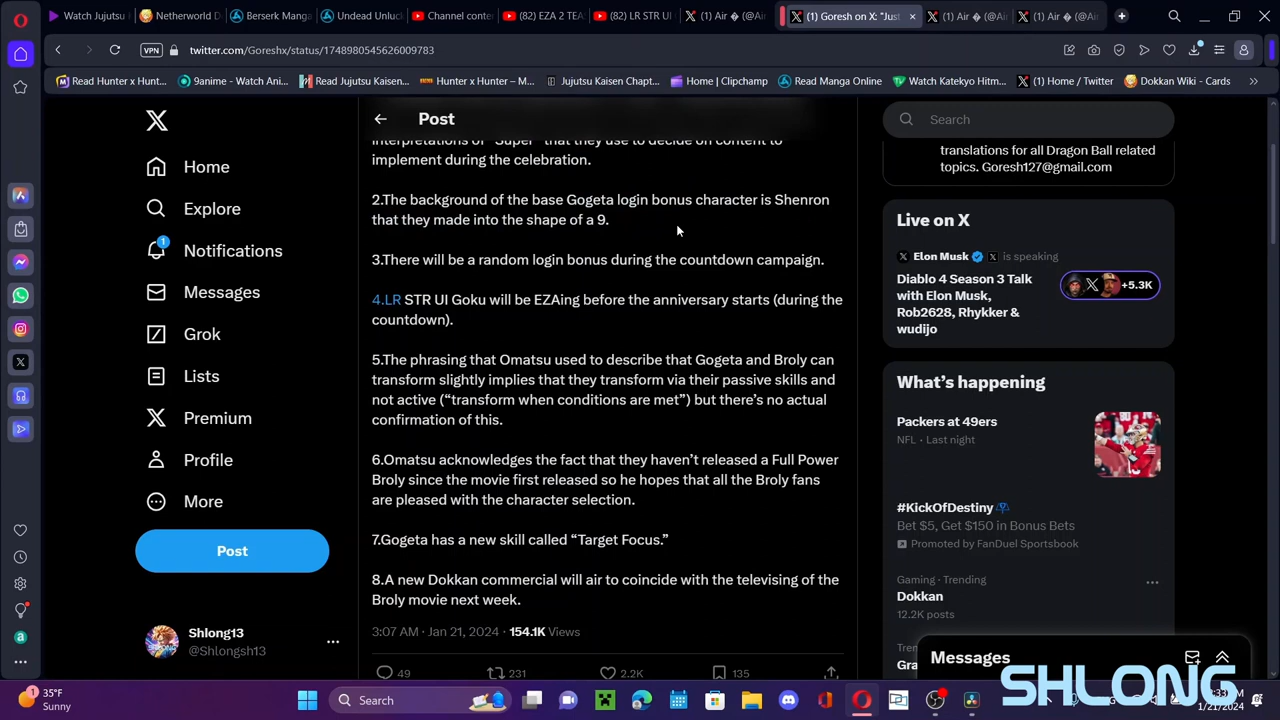 Watch Jujutsu
Netherworld D
Berserk Manga
Undead Unluc
Channel conte
(82) EZA 2 TEA
(82) LR STR UI
(1) Air � (@Ai
(1) Goresh on X: "Just
(1) Air � (@Ai
(1) Air � (@Ai
VPN
twitter.com/Goreshx/status/1748980545626009783
Read Hunter x Hunt...
9anime - Watch Ani...
Read Jujutsu Kaisen...
Hunter x Hunter – M...
Jujutsu Kaisen Chapt...
Home | Clipchamp
Read Manga Online
Watch Katekyo Hitm...
(1) Home / Twitter
Dokkan Wiki - Cards
Home
Explore
1
Notifications
Messages
Grok
Lists
Premium
Profile
More
Post
Shlong13
@Shlongsh13
Post
interpretations of "Super" that they use to decide on content to
implement during the celebration.
2.The background of the base Gogeta login bonus character is Shenron
that they made into the shape of a 9.
3.There will be a random login bonus during the countdown campaign.
4.LR STR UI Goku will be EZAing before the anniversary starts (during the
countdown).
5.The phrasing that Omatsu used to describe that Gogeta and Broly can
transform slightly implies that they transform via their passive skills and
not active (“transform when conditions are met”) but there’s no actual
confirmation of this.
6.Omatsu acknowledges the fact that they haven’t released a Full Power
Broly since the movie first released so he hopes that all the Broly fans
are pleased with the character selection.
7.Gogeta has a new skill called “Target Focus.”
8.A new Dokkan commercial will air to coincide with the televising of the
Broly movie next week.
3:07 AM · Jan 21, 2024 · 154.1K Views
49
231
2.2K
135
Search
translations for all Dragon Ball related
topics. Goresh127@gmail.com
Live on X
Elon Musk is speaking
Diablo 4 Season 3 Talk
with Elon Musk,
Rob2628, Rhykker &
wudijo
+5.3K
What’s happening
Packers at 49ers
NFL · Last night
#KickOfDestiny
Bet $5, Get $150 in Bonus Bets
Promoted by FanDuel Sportsbook
Gaming · Trending
Dokkan
12.2K posts
Messages
SHLONG
1
35°F
Sunny
Search
1/21/2024